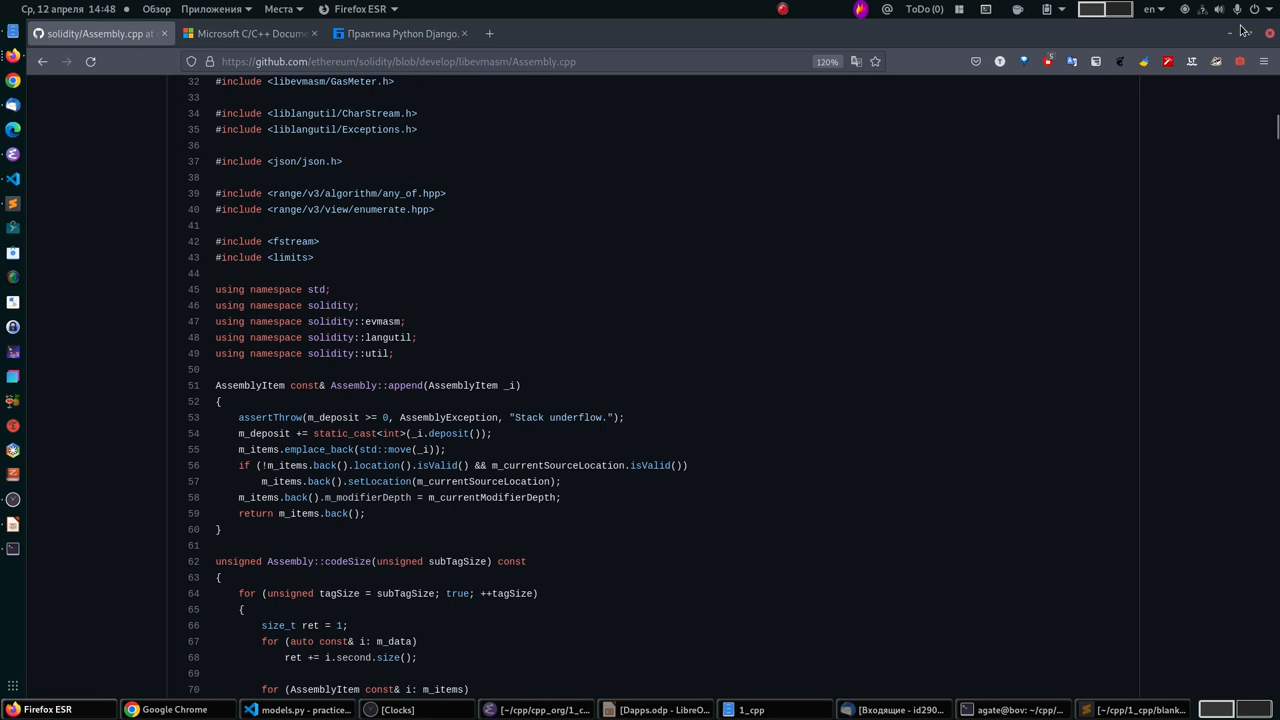 Ср, 12 апреля 14:48 Обзор Приложения Места Firefox ESR ToDo (0) en
solidity/Assembly.cpp at Microsoft C/C++ Docume Практика Python Django.
https://github.com/ethereum/solidity/blob/develop/libevmasm/Assembly.cpp 120%
32 #include <libevmasm/GasMeter.h>
33
34 #include <liblangutil/CharStream.h>
35 #include <liblangutil/Exceptions.h>
36
37 #include <json/json.h>
38
39 #include <range/v3/algorithm/any_of.hpp>
40 #include <range/v3/view/enumerate.hpp>
41
42 #include <fstream>
43 #include <limits>
44
45 using namespace std;
46 using namespace solidity;
47 using namespace solidity::evmasm;
48 using namespace solidity::langutil;
49 using namespace solidity::util;
50
51 AssemblyItem const& Assembly::append(AssemblyItem _i)
52 {
53 assertThrow(m_deposit >= 0, AssemblyException, "Stack underflow.");
54 m_deposit += static_cast<int>(_i.deposit());
55 m_items.emplace_back(std::move(_i));
56 if (!m_items.back().location().isValid() && m_currentSourceLocation.isValid())
57 m_items.back().setLocation(m_currentSourceLocation);
58 m_items.back().m_modifierDepth = m_currentModifierDepth;
59 return m_items.back();
60 }
61
62 unsigned Assembly::codeSize(unsigned subTagSize) const
63 {
64 for (unsigned tagSize = subTagSize; true; ++tagSize)
65 {
66 size_t ret = 1;
67 for (auto const& i: m_data)
68 ret += i.second.size();
69
70 for (AssemblyItem const& i: m_items)
Firefox ESR Google Chrome models.py - practice... [Clocks] [~/cpp/cpp_org/1_c... [Dapps.odp - LibreO... 1_cpp [Входящие - id290... agate@bov: ~/cpp/... [~/cpp/1_cpp/blank...